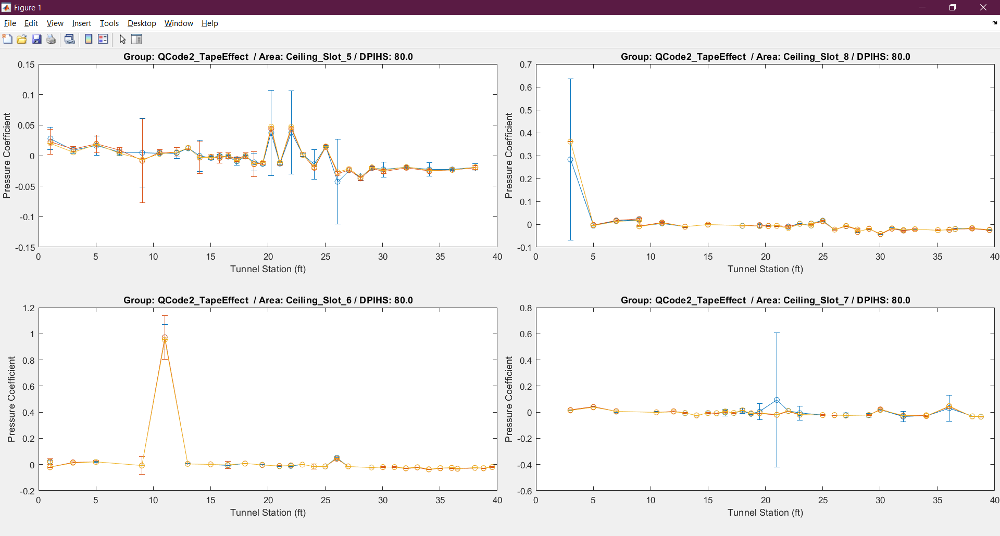 Figure 1
File Edit View Insert Tools Desktop Window Help
Group: QCode2_TapeEffect / Area: Ceiling_Slot_5 / DPIHS: 80.0
0.15
0.1
0.05
0
-0.05
-0.1
-0.15
Pressure Coefficient
0 5 10 15 20 25 30 35 40
Tunnel Station (ft)
Group: QCode2_TapeEffect / Area: Ceiling_Slot_8 / DPIHS: 80.0
0.7
0.6
0.5
0.4
0.3
0.2
0.1
0
-0.1
Pressure Coefficient
0 5 10 15 20 25 30 35 40
Tunnel Station (ft)
Group: QCode2_TapeEffect / Area: Ceiling_Slot_6 / DPIHS: 80.0
1.2
1
0.8
0.6
0.4
0.2
0
-0.2
Pressure Coefficient
0 5 10 15 20 25 30 35 40
Tunnel Station (ft)
Group: QCode2_TapeEffect / Area: Ceiling_Slot_7 / DPIHS: 80.0
0.8
0.6
0.4
0.2
0
-0.2
-0.4
-0.6
Pressure Coefficient
0 5 10 15 20 25 30 35 40
Tunnel Station (ft)